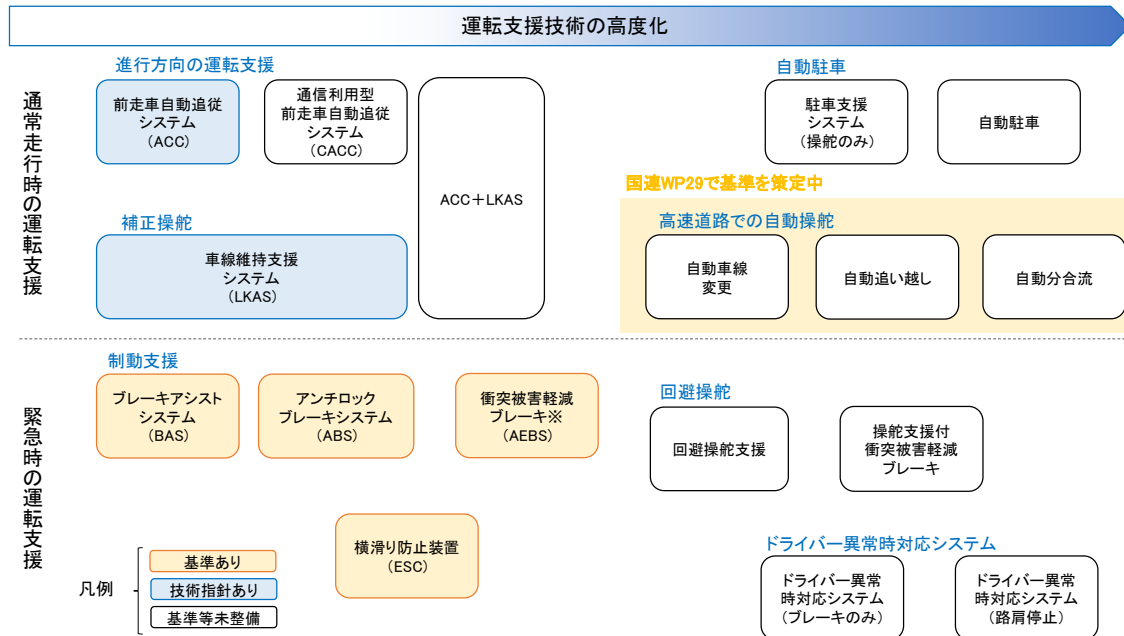 運転支援技術の高度化
通常走行時の運転支援
進行方向の運転支援
前走車自動追従
システム
(ACC)
通信利用型
前走車自動追従
システム
(CACC)
ACC+LKAS
補正操舵
車線維持支援
システム
(LKAS)
自動駐車
駐車支援
システム
(操舵のみ)
自動駐車
国連WP29で基準を策定中
高速道路での自動操舵
自動車線
変更
自動追い越し
自動分合流
緊急時の運転支援
制動支援
ブレーキアシスト
システム
(BAS)
アンチロック
ブレーキシステム
(ABS)
衝突被害軽減
ブレーキ※
(AEBS)
横滑り防止装置
(ESC)
回避操舵
回避操舵支援
操舵支援付
衝突被害軽減
ブレーキ
ドライバー異常時対応システム
ドライバー異常
時対応システム
(ブレーキのみ)
ドライバー異常
時対応システム
(路肩停止)
凡例
基準あり
技術指針あり
基準等未整備